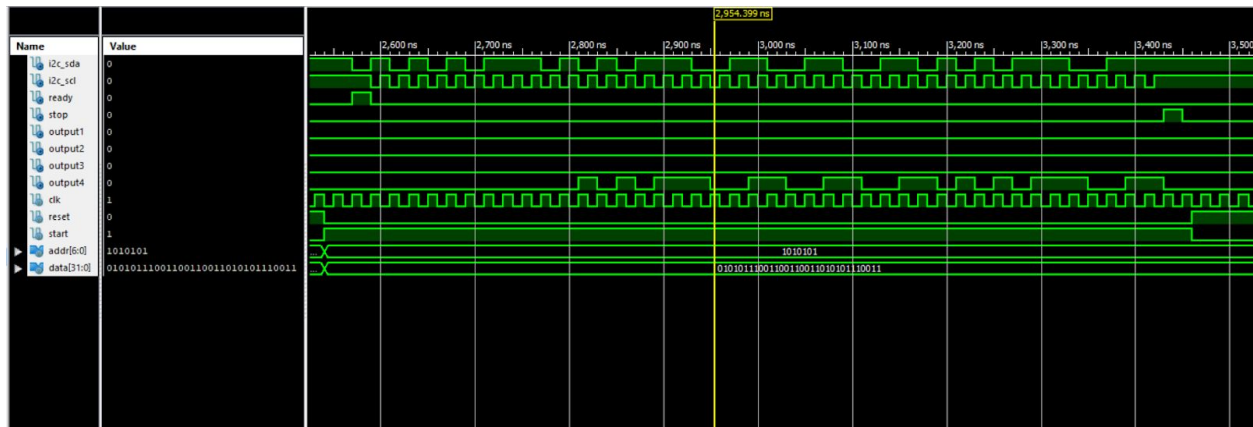 2,954.399 ns
Name Value
2,600 ns 2,700 ns 2,800 ns 2,900 ns 3,000 ns 3,100 ns 3,200 ns 3,300 ns 3,400 ns 3,500
i2c_sda 0
i2c_scl 0
ready 0
stop 0
output1 0
output2 0
output3 0
output4 0
clk 1
reset 0
start 1
addr[6:0] 1010101 ... 1010101
data[31:0] 01010111001100110011010101110011 ... 01010111001100110011010101110011